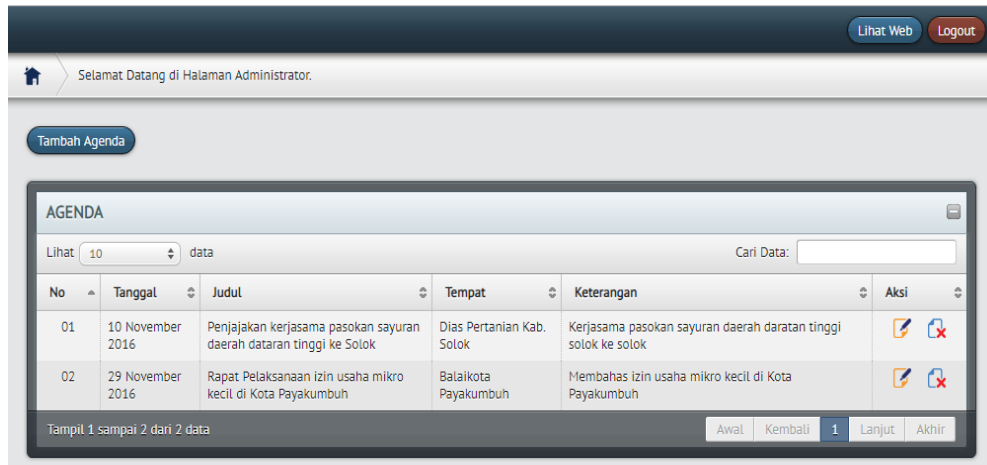 Lihat Web Logout
Selamat Datang di Halaman Administrator.
Tambah Agenda
AGENDA
Lihat 10 data Cari Data:
No Tanggal Judul Tempat Keterangan Aksi
01 10 November Penjajakan kerjasama pasokan sayuran Dias Pertanian Kab. Kerjasama pasokan sayuran daerah daratan tinggi
2016 daerah dataran tinggi ke Solok Solok solok ke solok
02 29 November Rapat Pelaksanaan izin usaha mikro Balaikota Membahas izin usaha mikro kecil di Kota
2016 kecil di Kota Payakumbuh Payakumbuh Payakumbuh
Tampil 1 sampai 2 dari 2 data Awal Kembali 1 Lanjut Akhir